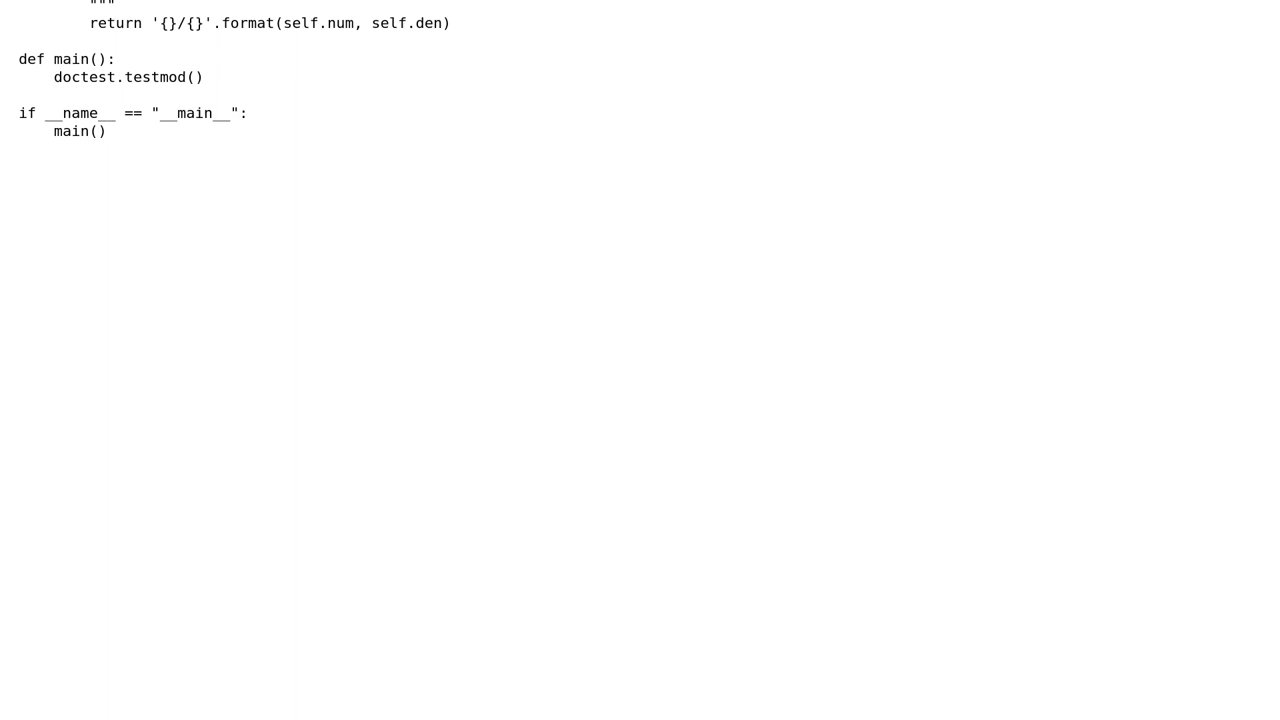 """
        return '{}/{}'.format(self.num, self.den)

def main():
    doctest.testmod()

if __name__ == "__main__":
    main()